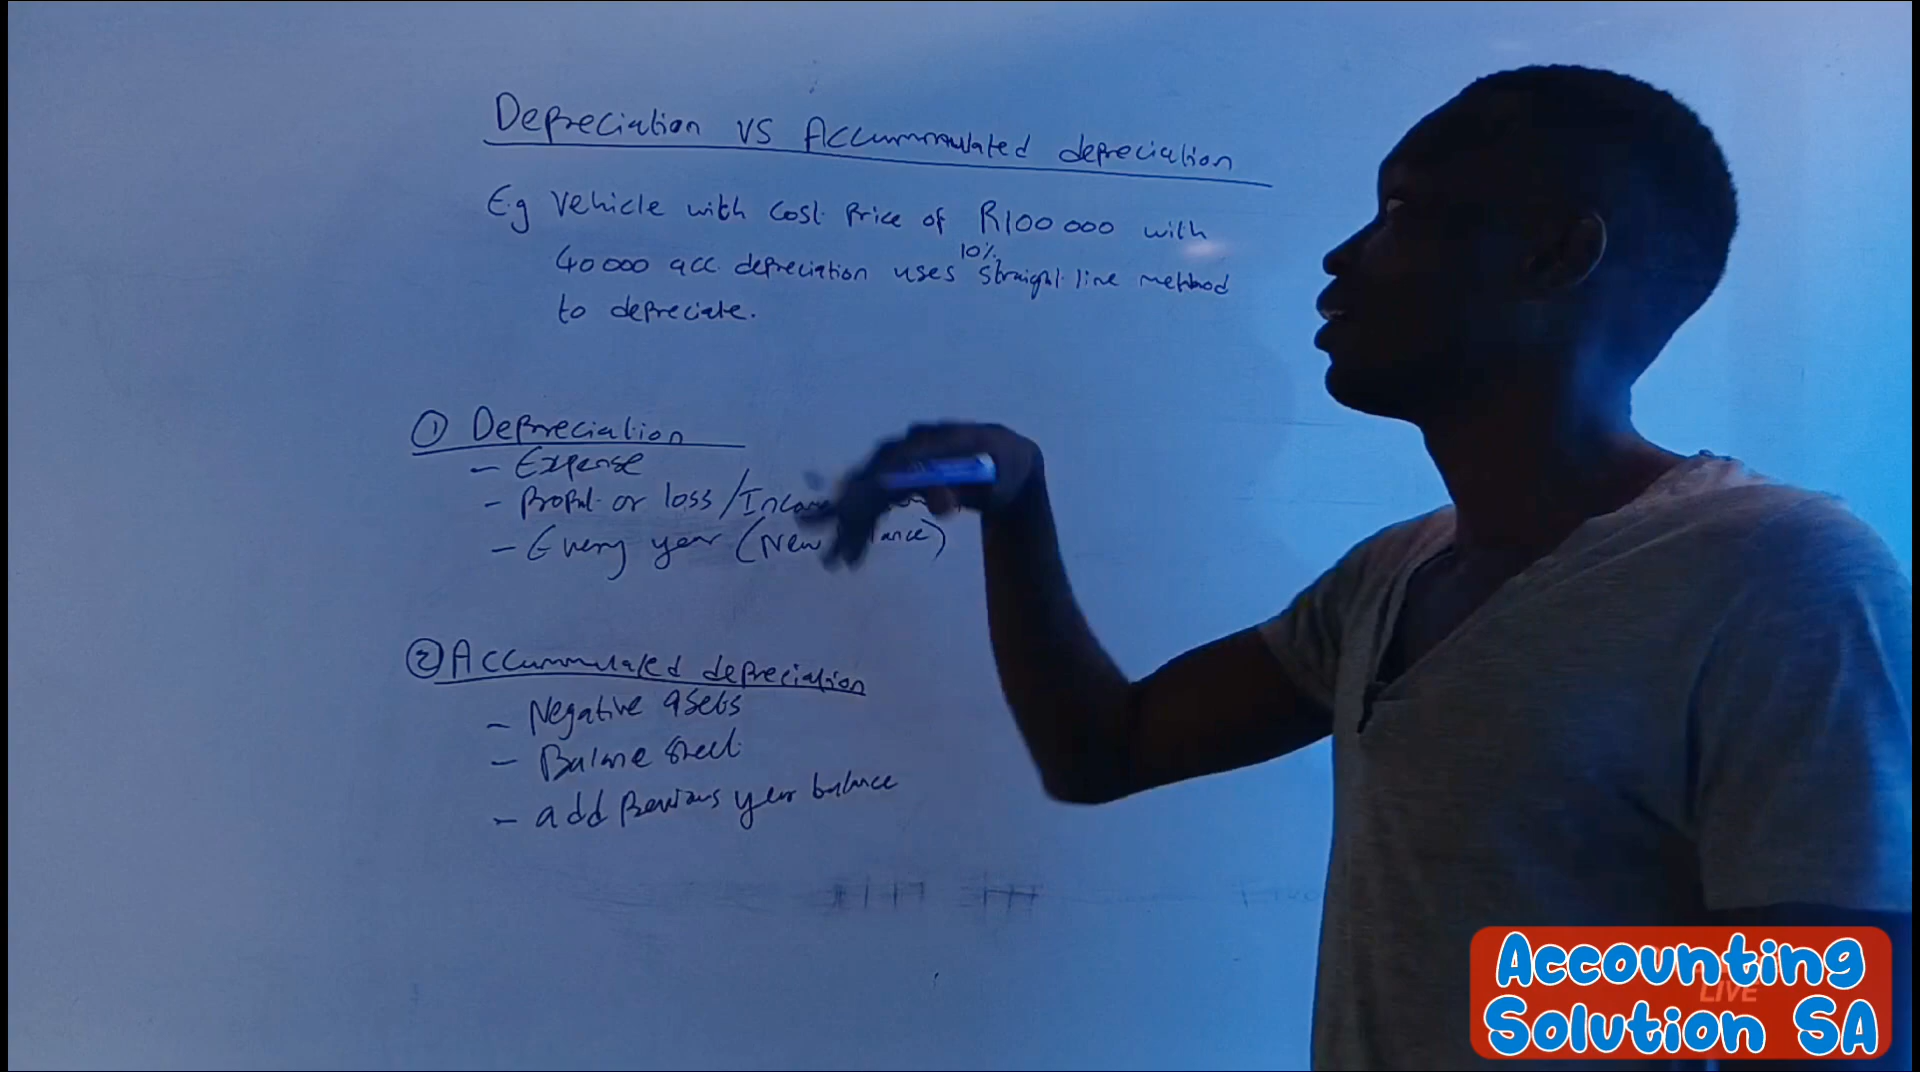 Depreciation vs Accummulated depreciation
E.g Vehicle with cost price of R100 000 with
10%
40 000 acc. depreciation uses straight line method
to depreciate.
① Depreciation
- Expense
- Profit or loss /
- Every year (New
② Accummulated depreciation
- Negative assets
- Balance sheet
- add previous year balance
Accounting
LIVE
Solution SA